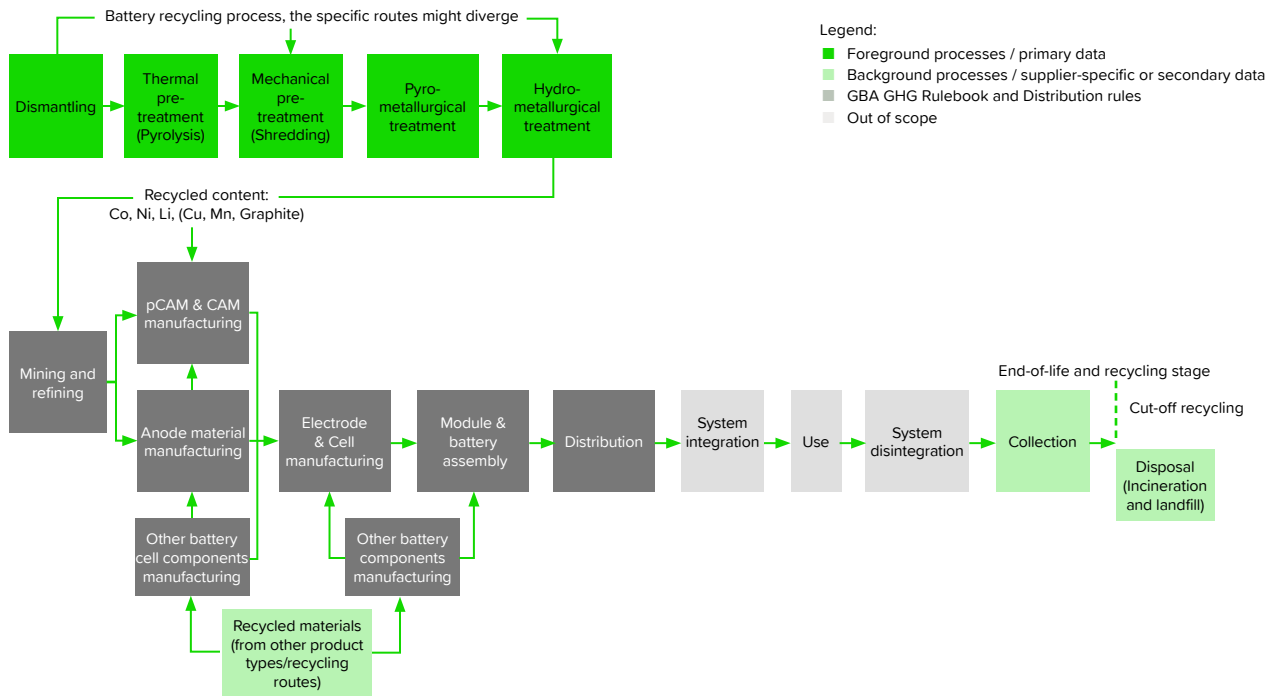 Battery recycling process, the specific routes might diverge
Legend:
Foreground processes / primary data
Background processes / supplier-specific or secondary data
GBA GHG Rulebook and Distribution rules
Out of scope
Dismantling
Thermal
pre-
treatment
(Pyrolysis)
Mechanical
pre-
treatment
(Shredding)
Pyro-
metallurgical
treatment
Hydro-
metallurgical
treatment
Recycled content:
Co, Ni, Li, (Cu, Mn, Graphite)
pCAM & CAM
manufacturing
Mining and
refining
Anode material
manufacturing
Other battery
cell components
manufacturing
Electrode
& Cell
manufacturing
Module &
battery
assembly
Other battery
components
manufacturing
Recycled materials
(from other product
types/recycling
routes)
Distribution
System
integration
Use
System
disintegration
Collection
End-of-life and recycling stage
Cut-off recycling
Disposal
(Incineration
and landfill)